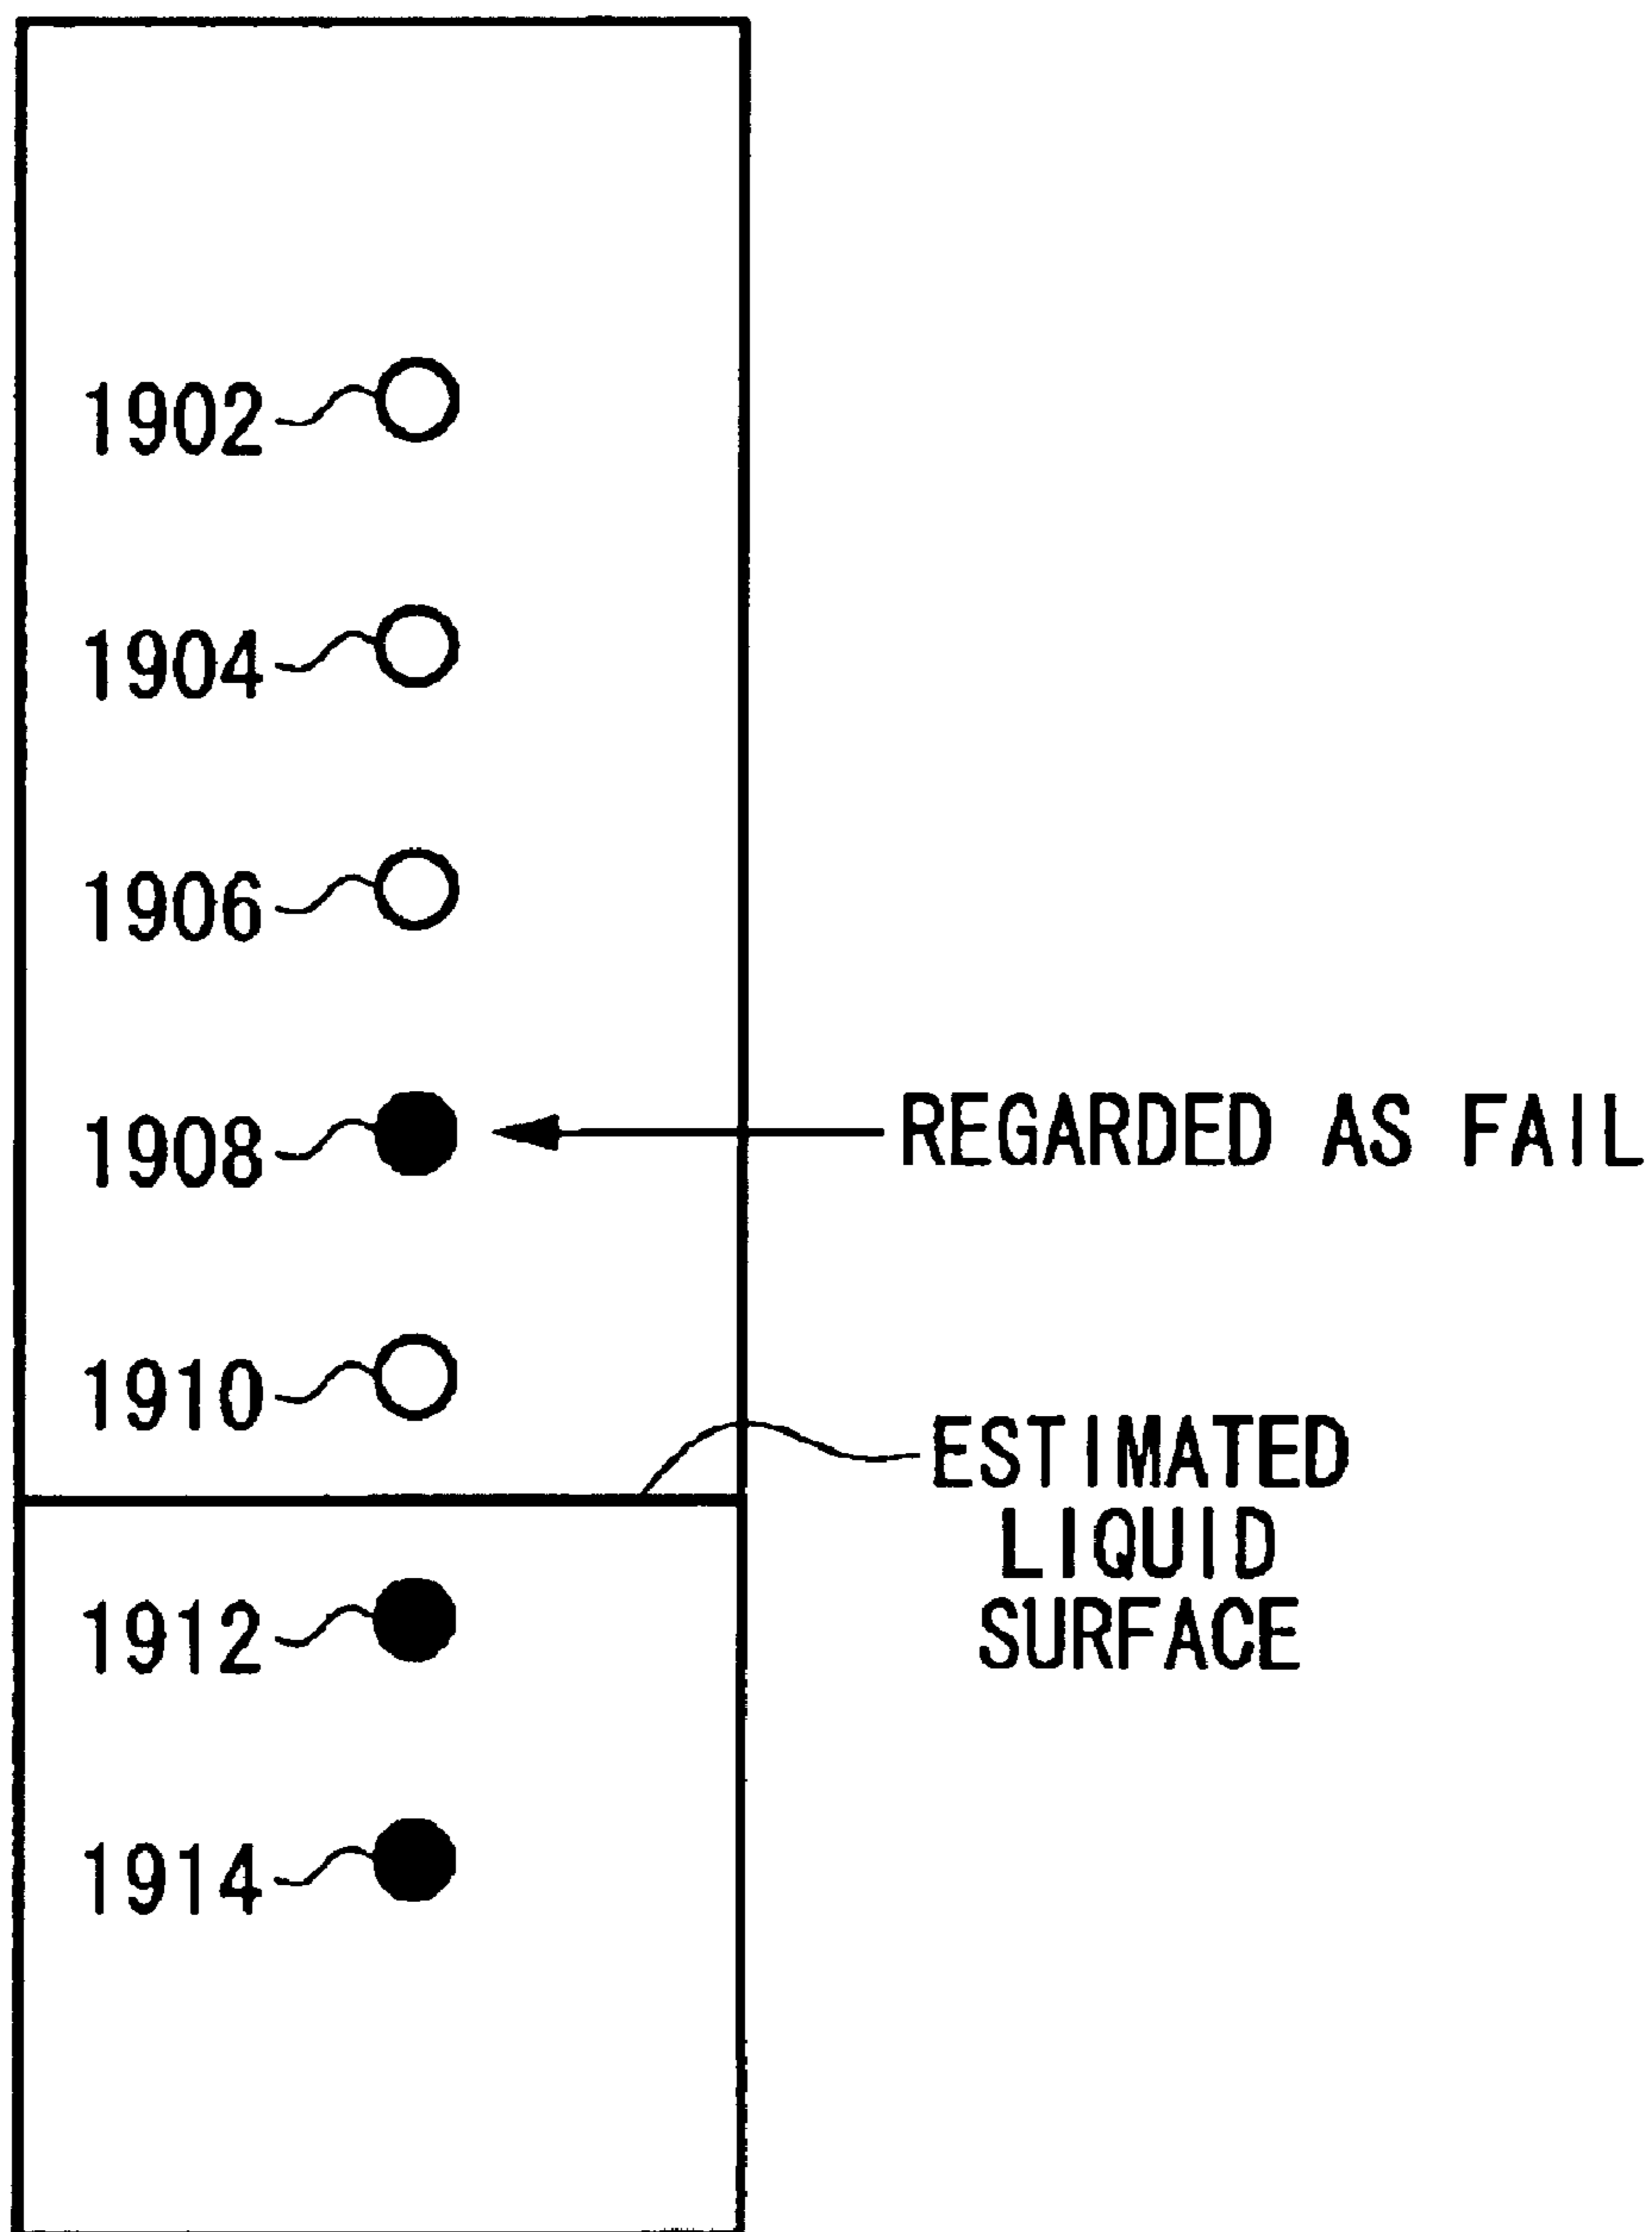 1902
1904
1906
1908
REGARDED AS FAIL
1910
ESTIMATED
LIQUID
SURFACE
1912
1914